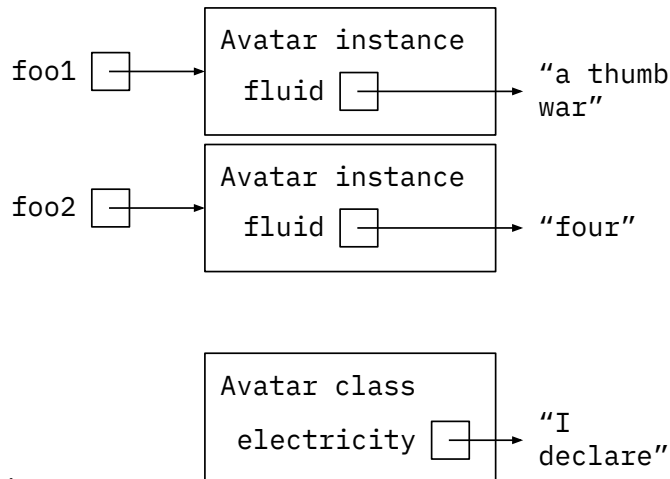 Avatar instance
foo1
fluid
“a thumb
war”
Avatar instance
foo2
fluid
“four”
Avatar class
“I
electricity
declare”